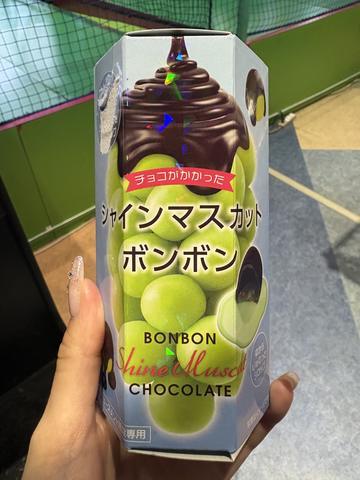 チョコがかかった
シャインマスカット
ボンボン
BONBON
Shine Muscat
CHOCOLATE
専用